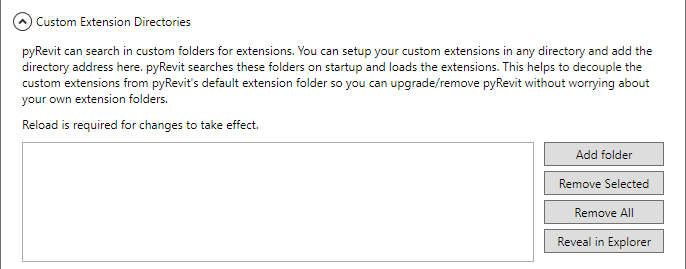 Custom Extension Directories
pyRevit can search in custom folders for extensions. You can setup your custom extensions in any directory and add the
directory address here. pyRevit searches these folders on startup and loads the extensions. This helps to decouple the
custom extensions from pyRevit's default extension folder so you can upgrade/remove pyRevit without worrying about
your own extension folders.
Reload is required for changes to take effect.
Add folder
Remove Selected
Remove All
Reveal in Explorer